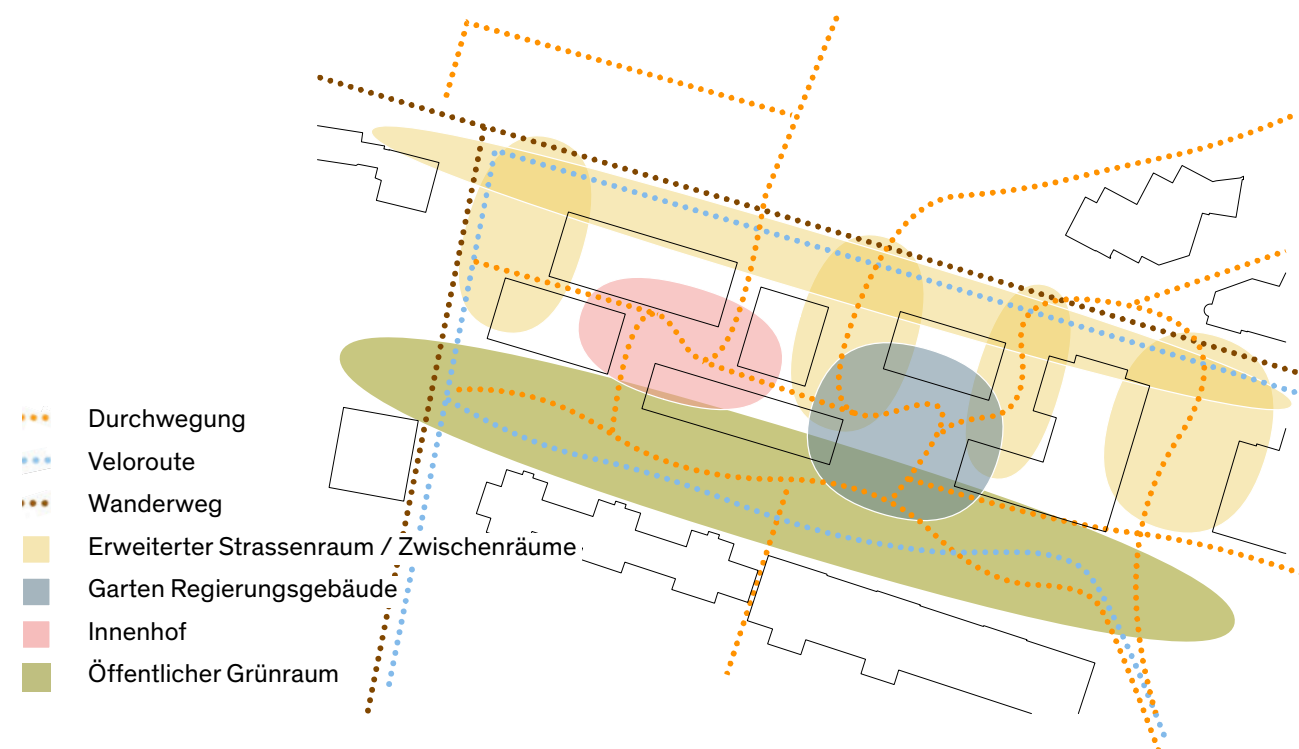 Durchwegung
Veloroute
Wanderweg
Erweiterter Strassenraum / Zwischenräume
Garten Regierungsgebäude
Innenhof
Öffentlicher Grünraum